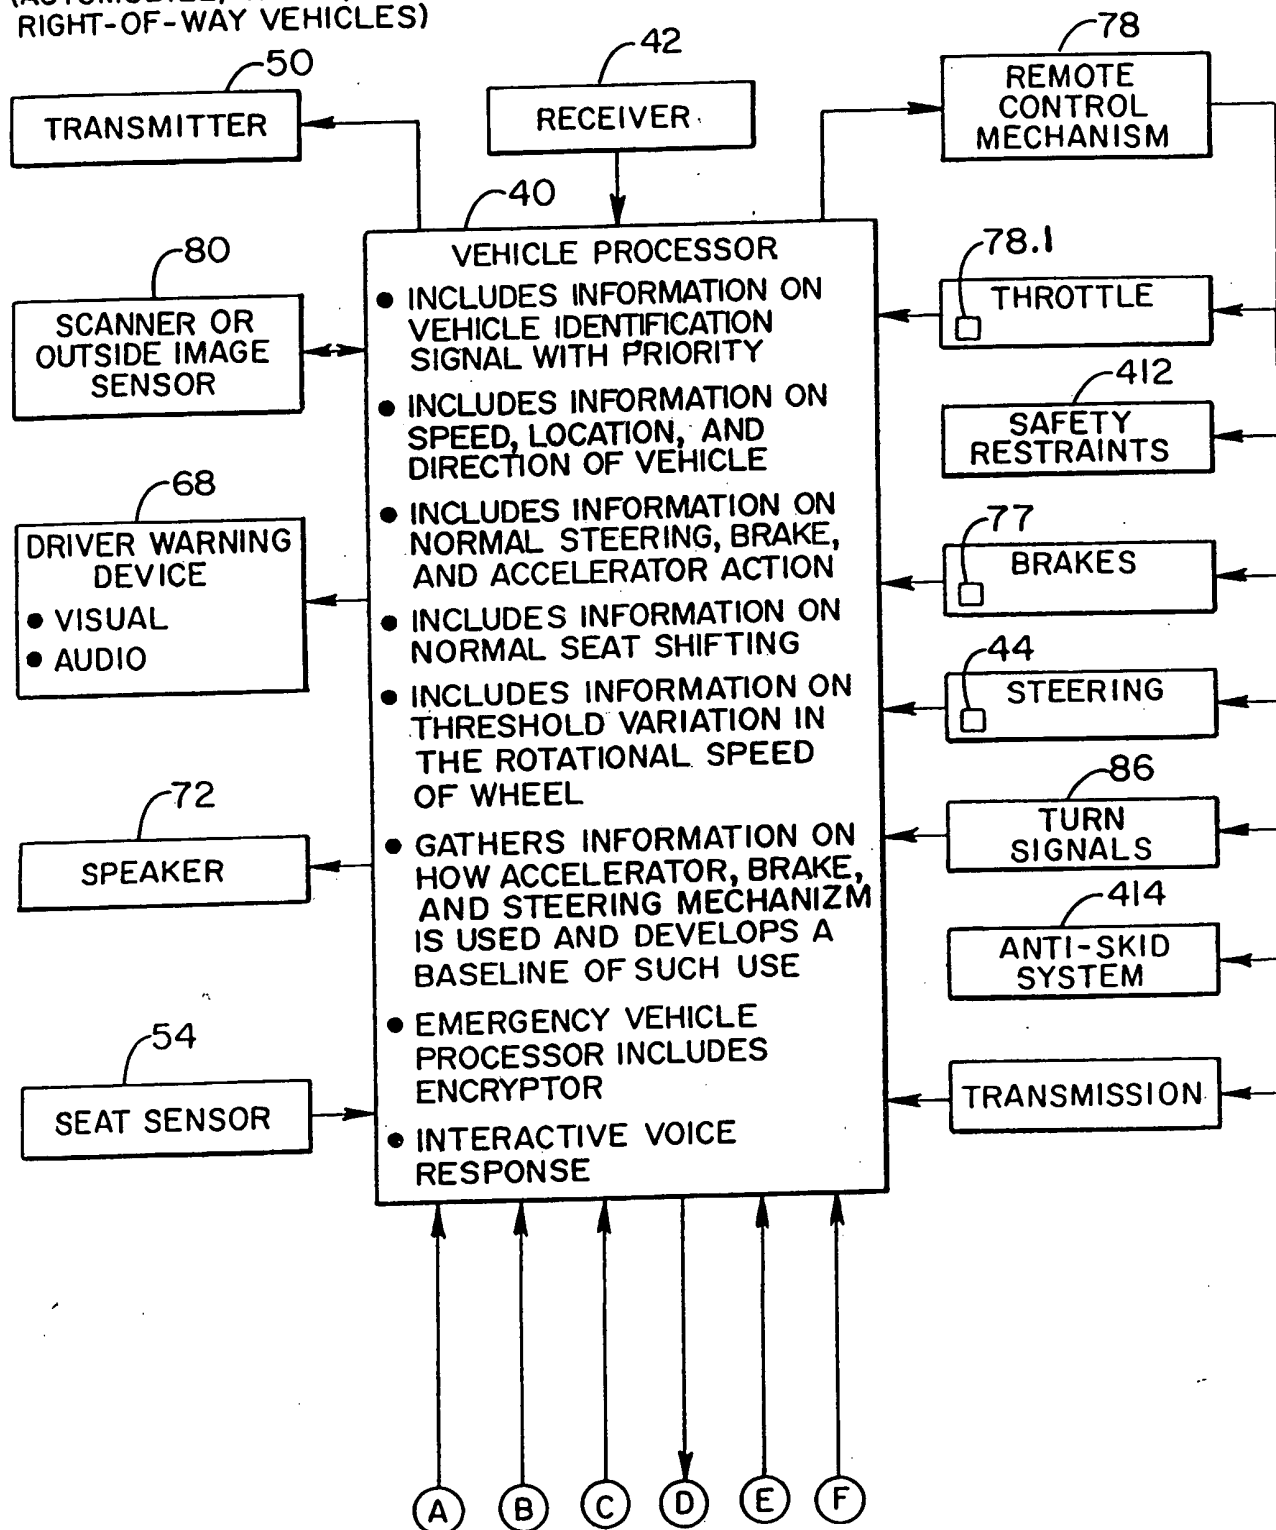 RIGHT-OF-WAY VEHICLES)
50
TRANSMITTER
42
RECEIVER
78
REMOTE
CONTROL
MECHANISM
40
VEHICLE PROCESSOR
• INCLUDES INFORMATION ON
VEHICLE IDENTIFICATION
SIGNAL WITH PRIORITY
• INCLUDES INFORMATION ON
SPEED, LOCATION, AND
DIRECTION OF VEHICLE
• INCLUDES INFORMATION ON
NORMAL STEERING, BRAKE,
AND ACCELERATOR ACTION
• INCLUDES INFORMATION ON
NORMAL SEAT SHIFTING
• INCLUDES INFORMATION ON
THRESHOLD VARIATION IN
THE ROTATIONAL SPEED
OF WHEEL
• GATHERS INFORMATION ON
HOW ACCELERATOR, BRAKE,
AND STEERING MECHANIZM
IS USED AND DEVELOPS A
BASELINE OF SUCH USE
• EMERGENCY VEHICLE
PROCESSOR INCLUDES
ENCRYPTOR
• INTERACTIVE VOICE
RESPONSE
80
SCANNER OR
OUTSIDE IMAGE
SENSOR
68
DRIVER WARNING
DEVICE
• VISUAL
• AUDIO
72
SPEAKER
54
SEAT SENSOR
78.1
THROTTLE
412
SAFETY
RESTRAINTS
77
BRAKES
44
STEERING
86
TURN
SIGNALS
414
ANTI-SKID
SYSTEM
TRANSMISSION
A B C D E F